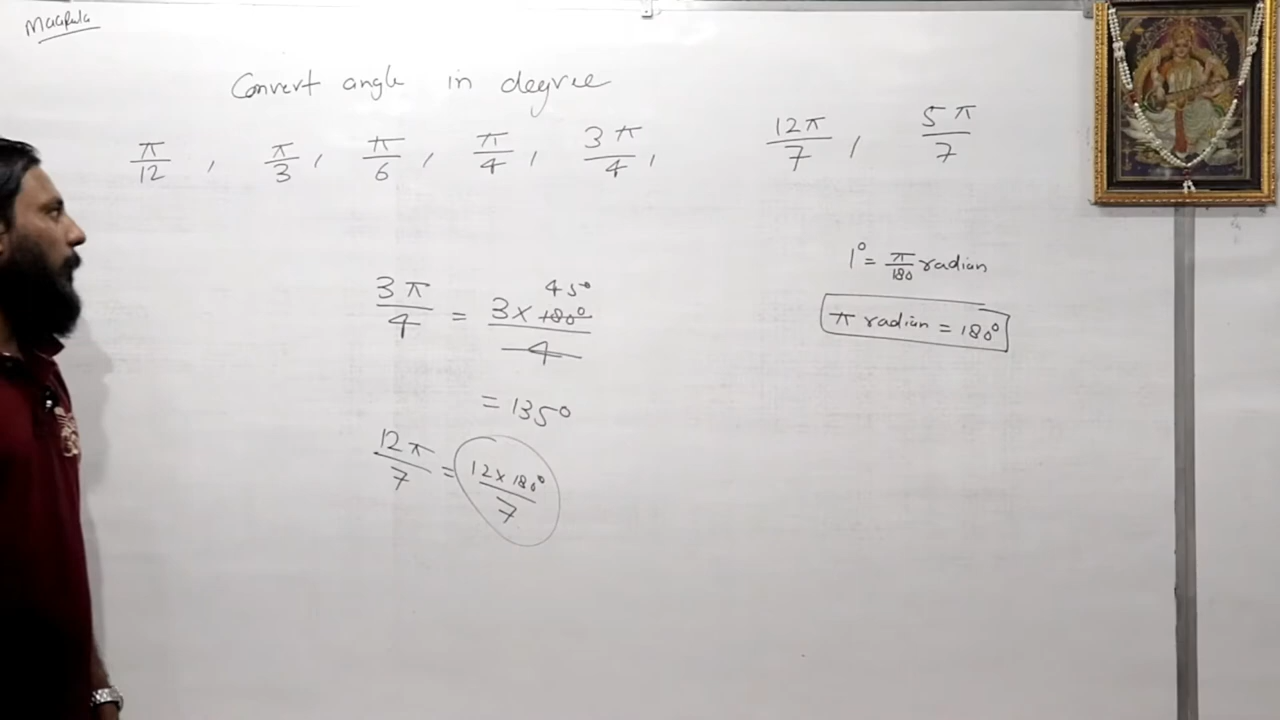 Convert angle in degree
π/12 , π/3 , π/6 , π/4 , 3π/4 , 12π/7 , 5π/7
1° = π/180 radian
π radian = 180°
3π/4 = 3×180°/4 45°
= 135°
12π/7 = 12×180°/7